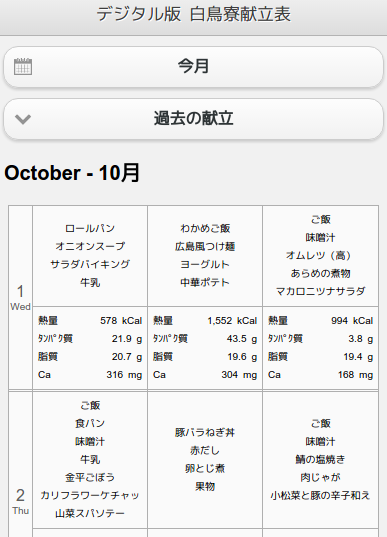 デジタル版 白鳥寮献立表
今月
過去の献立
October - 10月
1
Wed
ロールパン
オニオンスープ
サラダバイキング
牛乳
わかめご飯
広島風つけ麺
ヨーグルト
中華ポテト
ご飯
味噌汁
オムレツ（高）
あらめの煮物
マカロニツナサラダ
熱量 578 kCal
ﾀﾝﾊﾟｸ質 21.9 g
脂質 20.7 g
Ca 316 mg
熱量 1,552 kCal
ﾀﾝﾊﾟｸ質 43.5 g
脂質 19.6 g
Ca 304 mg
熱量 994 kCal
ﾀﾝﾊﾟｸ質 3.8 g
脂質 19.4 g
Ca 168 mg
2
Thu
ご飯
食パン
味噌汁
牛乳
金平ごぼう
カリフラワーケチャッ
山菜スパソテー
豚バラねぎ丼
赤だし
卵とじ煮
果物
ご飯
味噌汁
鯖の塩焼き
肉じゃが
小松菜と豚の辛子和え